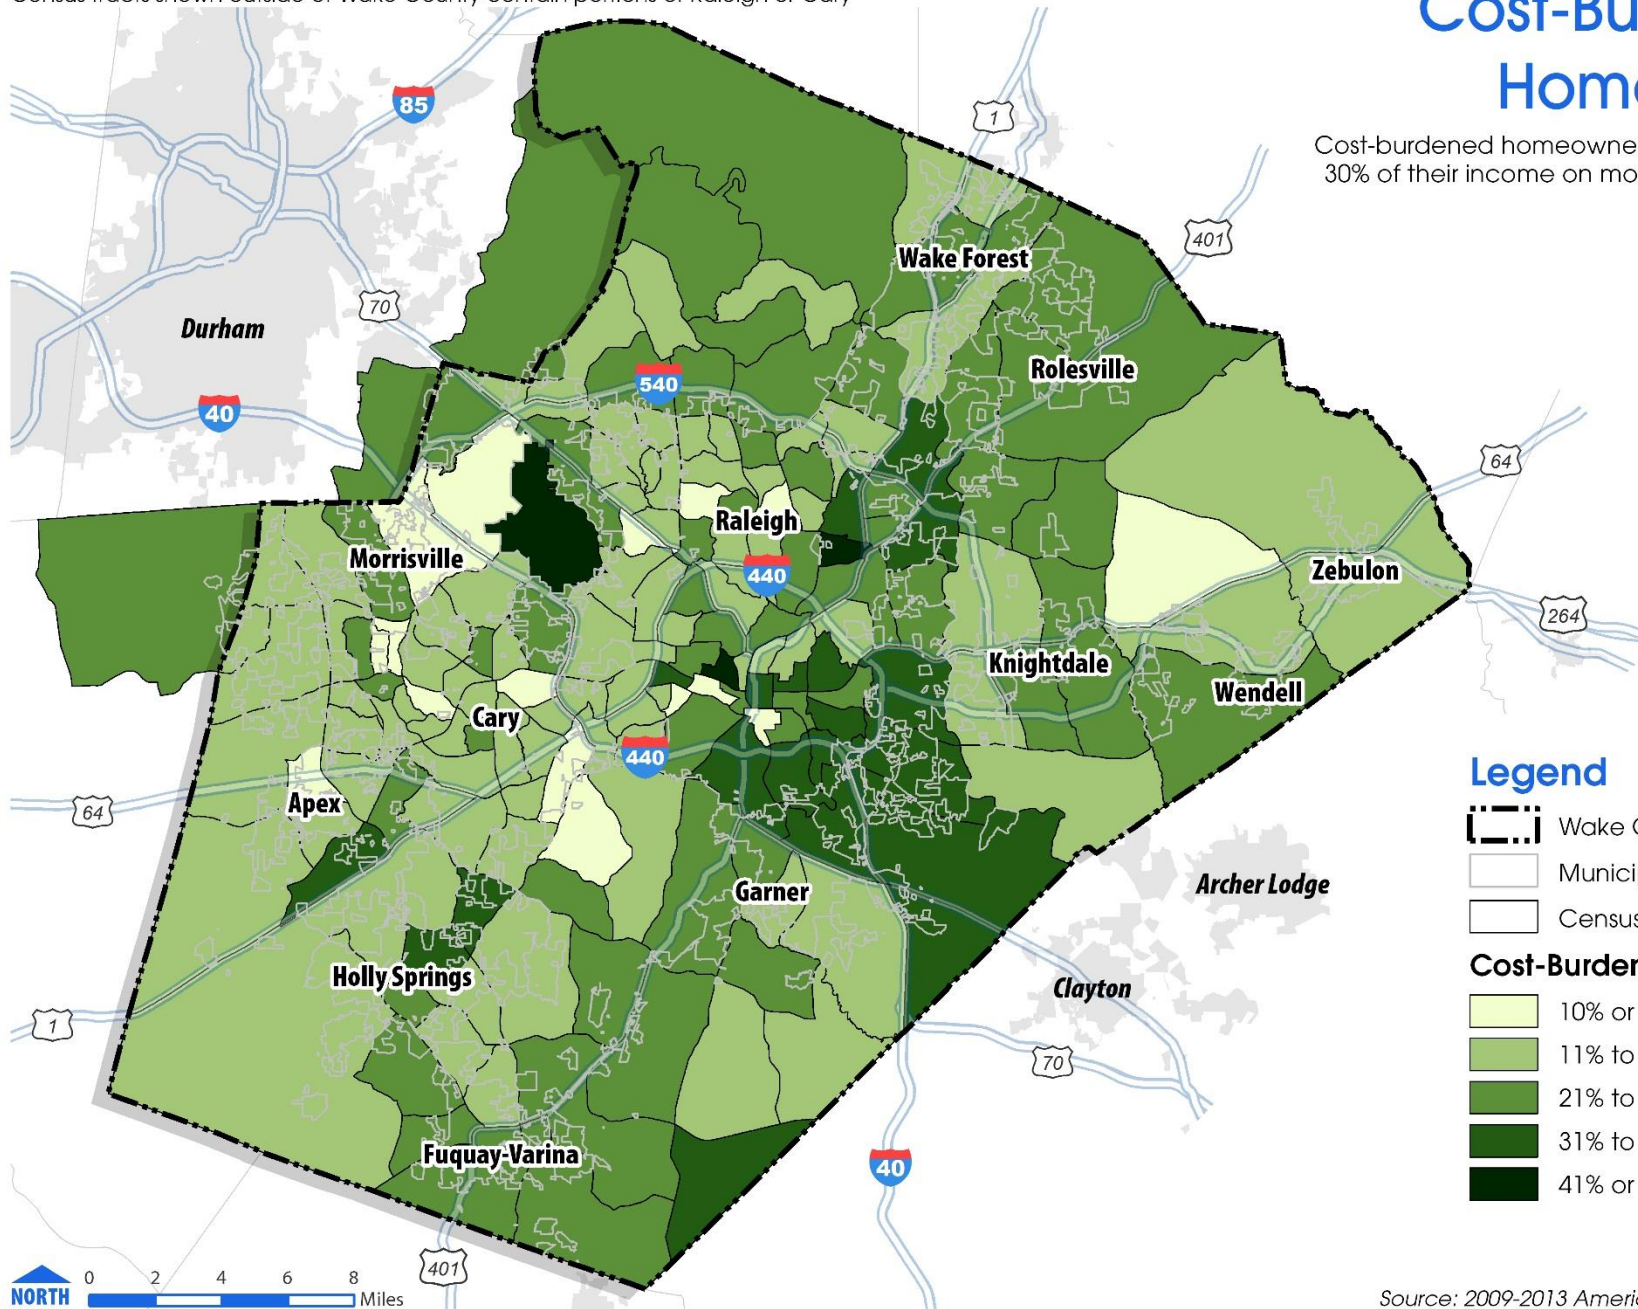 Cost-Bu
Home
Cost-burdened homeowne
30% of their income on mo
85
1
401
Wake Forest
70
Durham
Rolesville
540
40
64
Raleigh
Morrisville
440
Zebulon
264
Knightdale
Wendell
Cary
440
Apex
64
Garner
Archer Lodge
Holly Springs
Clayton
1
70
Fuquay-Varina
40
401
Legend
Wake C
Munici
Census
Cost-Burden
10% or
11% to
21% to
31% to
41% or
NORTH
0 2 4 6 8
Miles
Source: 2009-2013 Ameri